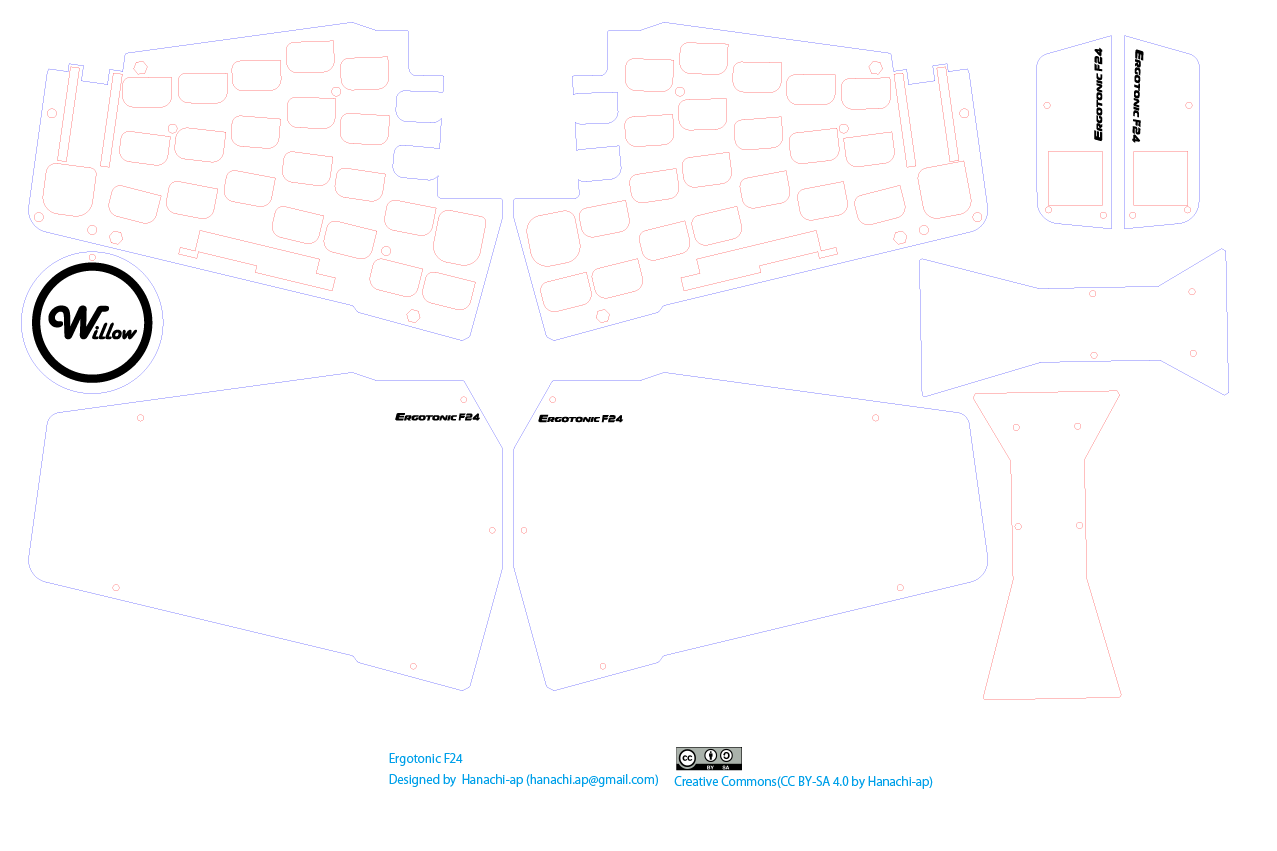 ERGOTONIC F24
ERGOTONIC F24
Willow
ERGOTONIC F24
ERGOTONIC F24
Ergotonic F24
Designed by Hanachi-ap (hanachi.ap@gmail.com)
cc
BY SA
Creative Commons(CC BY-SA 4.0 by Hanachi-ap)